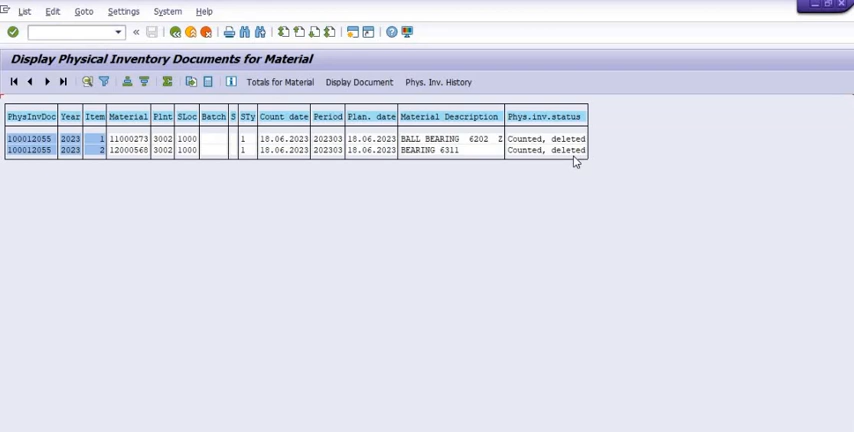 List Edit Goto Settings System Help
Display Physical Inventory Documents for Material
Totals for Material Display Document Phys. Inv. History
PhysInvDoc Year Item Material Plnt SLoc Batch S STy Count date Period Plan. date Material Description Phys.inv.status
100012055 2023 1 11000273 3002 1000 1 18.06.2023 202303 18.06.2023 BALL BEARING 6202 Z Counted, deleted
100012055 2023 2 12000568 3002 1000 1 18.06.2023 202303 18.06.2023 BEARING 6311 Counted, deleted